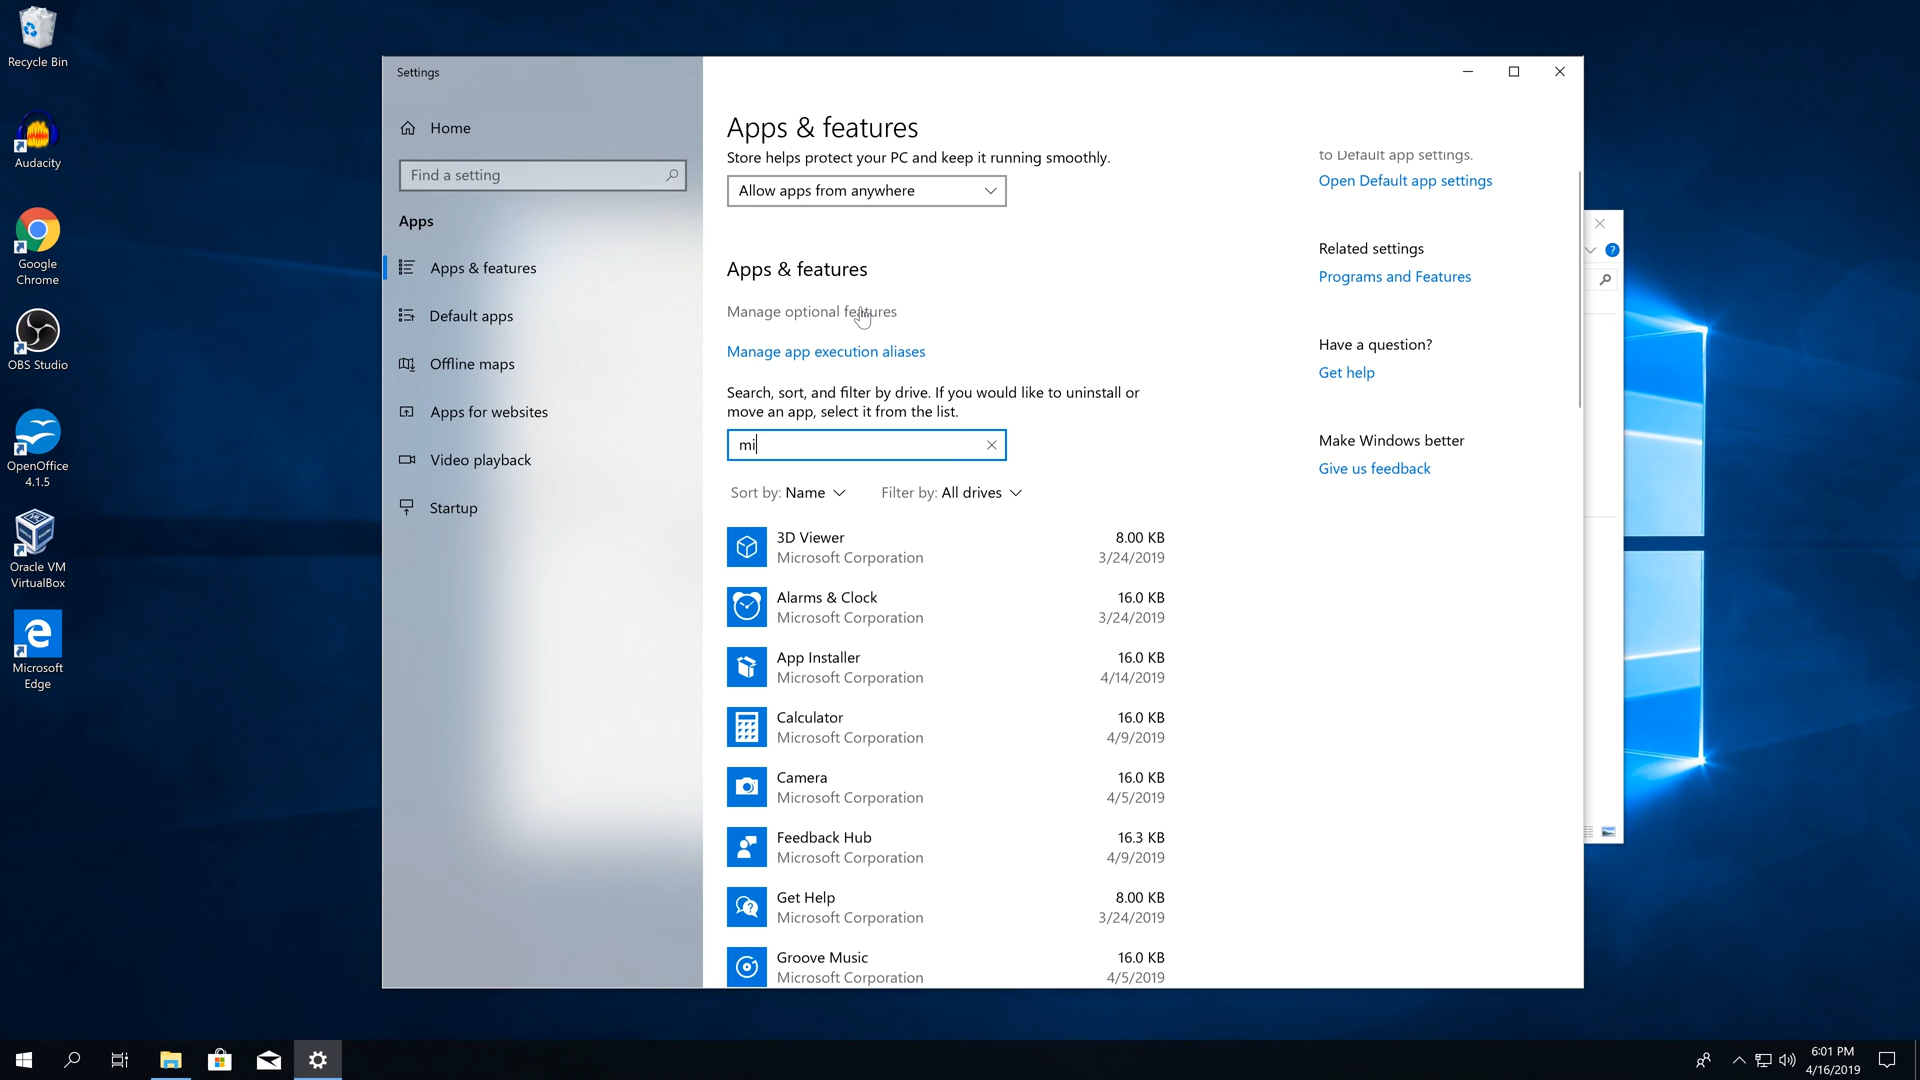 Recycle Bin
Audacity
Google
Chrome
OBS Studio
OpenOffice
4.1.5
Oracle VM
VirtualBox
Microsoft
Edge
Settings
Home
Find a setting
Apps
Apps & features
Default apps
Offline maps
Apps for websites
Video playback
Startup
Apps & features
Store helps protect your PC and keep it running smoothly.
Allow apps from anywhere
Apps & features
Manage optional features
Manage app execution aliases
Search, sort, and filter by drive. If you would like to uninstall or
move an app, select it from the list.
mi
Sort by: Name
Filter by: All drives
3D Viewer 8.00 KB
Microsoft Corporation 3/24/2019
Alarms & Clock 16.0 KB
Microsoft Corporation 3/24/2019
App Installer 16.0 KB
Microsoft Corporation 4/14/2019
Calculator 16.0 KB
Microsoft Corporation 4/9/2019
Camera 16.0 KB
Microsoft Corporation 4/5/2019
Feedback Hub 16.3 KB
Microsoft Corporation 4/9/2019
Get Help 8.00 KB
Microsoft Corporation 3/24/2019
Groove Music 16.0 KB
Microsoft Corporation 4/5/2019
to Default app settings.
Open Default app settings
Related settings
Programs and Features
Have a question?
Get help
Make Windows better
Give us feedback
6:01 PM
4/16/2019